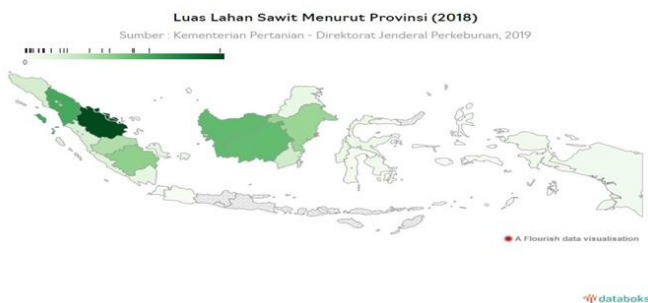 Luas Lahan Sawit Menurut Provinsi (2018)
Sumber : Kementerian Pertanian - Direktorat Jenderal Perkebunan, 2019
0
A Flourish data visualisation
databoks